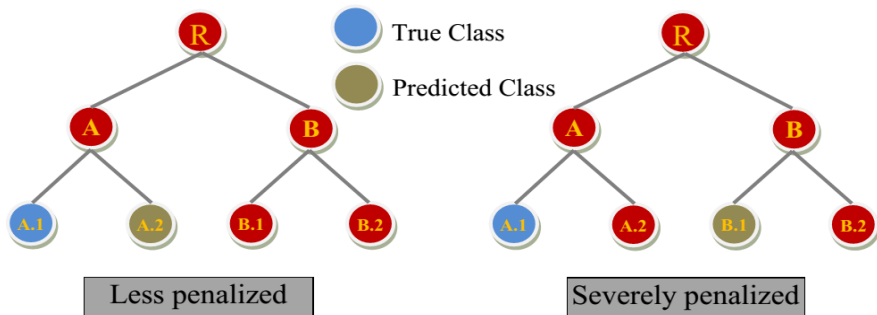 R
True Class
R
Predicted Class
A
B
A
B
A.1
A.2
B.1
B.2
A.1
A.2
B.1
B.2
Less penalized
Severely penalized